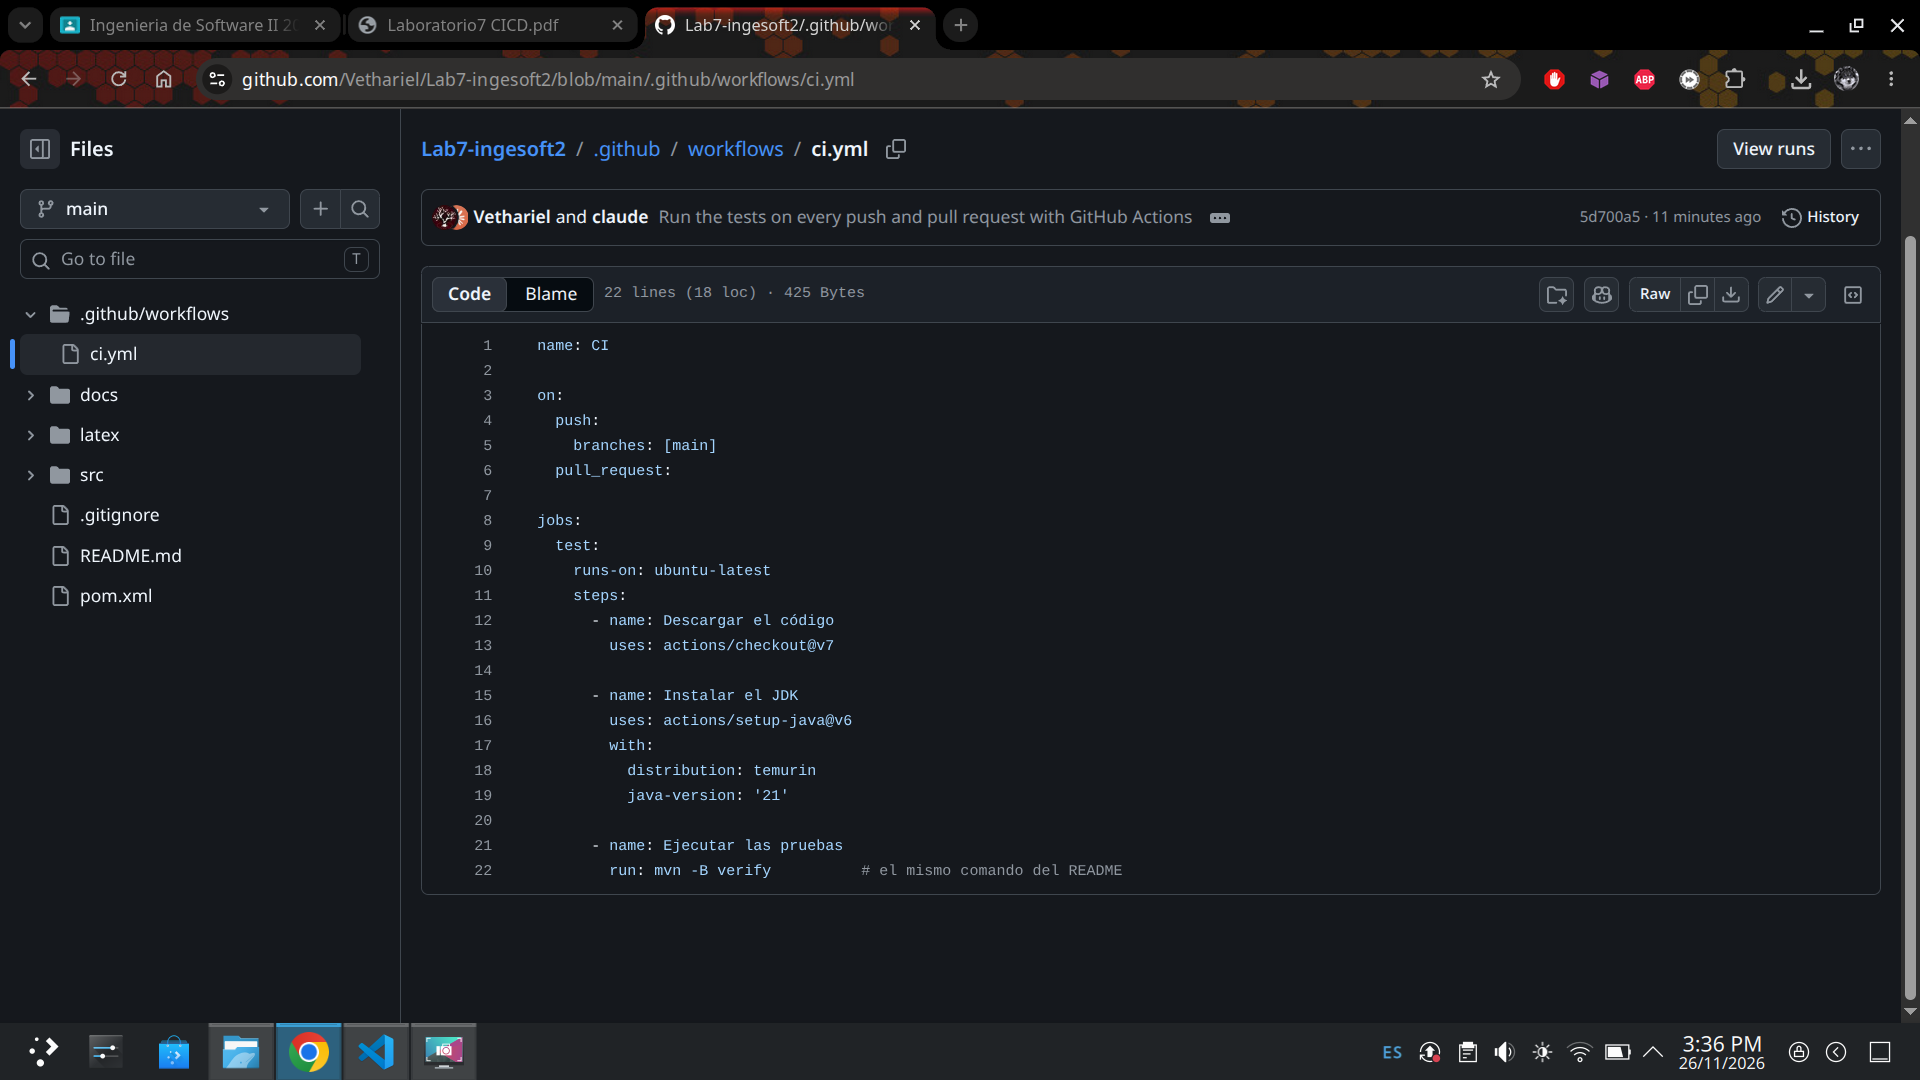 Ingenieria de Software II 20
Laboratorio7 CICD.pdf
Lab7-ingesoft2/.github/wo
github.com/Vethariel/Lab7-ingesoft2/blob/main/.github/workflows/ci.yml
ABP
Files
Lab7-ingesoft2 / .github / workflows / ci.yml
View runs
main
Go to file
T
.github/workflows
ci.yml
docs
latex
src
.gitignore
README.md
pom.xml
Vethariel and claude Run the tests on every push and pull request with GitHub Actions
5d700a5 · 11 minutes ago
History
Code
Blame
22 lines (18 loc) · 425 Bytes
Raw
1 name: CI
2
3 on:
4 push:
5 branches: [main]
6 pull_request:
7
8 jobs:
9 test:
10 runs-on: ubuntu-latest
11 steps:
12 - name: Descargar el código
13 uses: actions/checkout@v7
14
15 - name: Instalar el JDK
16 uses: actions/setup-java@v6
17 with:
18 distribution: temurin
19 java-version: '21'
20
21 - name: Ejecutar las pruebas
22 run: mvn -B verify # el mismo comando del README
ES
3:36 PM
26/11/2026